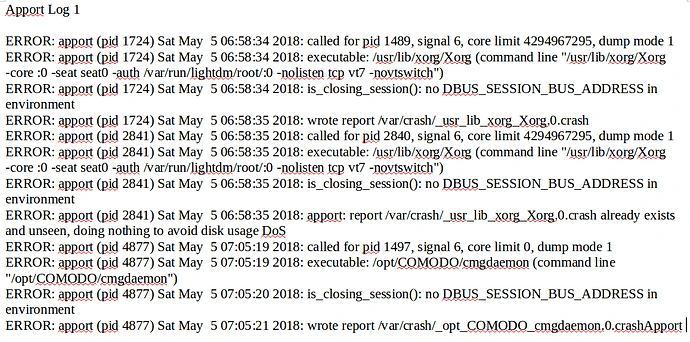 Apport Log 1
ERROR: apport (pid 1724) Sat May  5 06:58:34 2018: called for pid 1489, signal 6, core limit 4294967295, dump mode 1
ERROR: apport (pid 1724) Sat May  5 06:58:34 2018: executable: /usr/lib/xorg/Xorg (command line "/usr/lib/xorg/Xorg
-core :0 -seat seat0 -auth /var/run/lightdm/root/:0 -nolisten tcp vt7 -novtswitch")
ERROR: apport (pid 1724) Sat May  5 06:58:34 2018: is_closing_session(): no DBUS_SESSION_BUS_ADDRESS in
environment
ERROR: apport (pid 1724) Sat May  5 06:58:35 2018: wrote report /var/crash/_usr_lib_xorg_Xorg.0.crash
ERROR: apport (pid 2841) Sat May  5 06:58:35 2018: called for pid 2840, signal 6, core limit 4294967295, dump mode 1
ERROR: apport (pid 2841) Sat May  5 06:58:35 2018: executable: /usr/lib/xorg/Xorg (command line "/usr/lib/xorg/Xorg
-core :0 -seat seat0 -auth /var/run/lightdm/root/:0 -nolisten tcp vt7 -novtswitch")
ERROR: apport (pid 2841) Sat May  5 06:58:35 2018: is_closing_session(): no DBUS_SESSION_BUS_ADDRESS in
environment
ERROR: apport (pid 2841) Sat May  5 06:58:35 2018: apport: report /var/crash/_usr_lib_xorg_Xorg.0.crash already exists
and unseen, doing nothing to avoid disk usage DoS
ERROR: apport (pid 4877) Sat May  5 07:05:19 2018: called for pid 1497, signal 6, core limit 0, dump mode 1
ERROR: apport (pid 4877) Sat May  5 07:05:19 2018: executable: /opt/COMODO/cmgdaemon (command line
"/opt/COMODO/cmgdaemon")
ERROR: apport (pid 4877) Sat May  5 07:05:20 2018: is_closing_session(): no DBUS_SESSION_BUS_ADDRESS in
environment
ERROR: apport (pid 4877) Sat May  5 07:05:21 2018: wrote report /var/crash/_opt_COMODO_cmgdaemon.0.crashApport